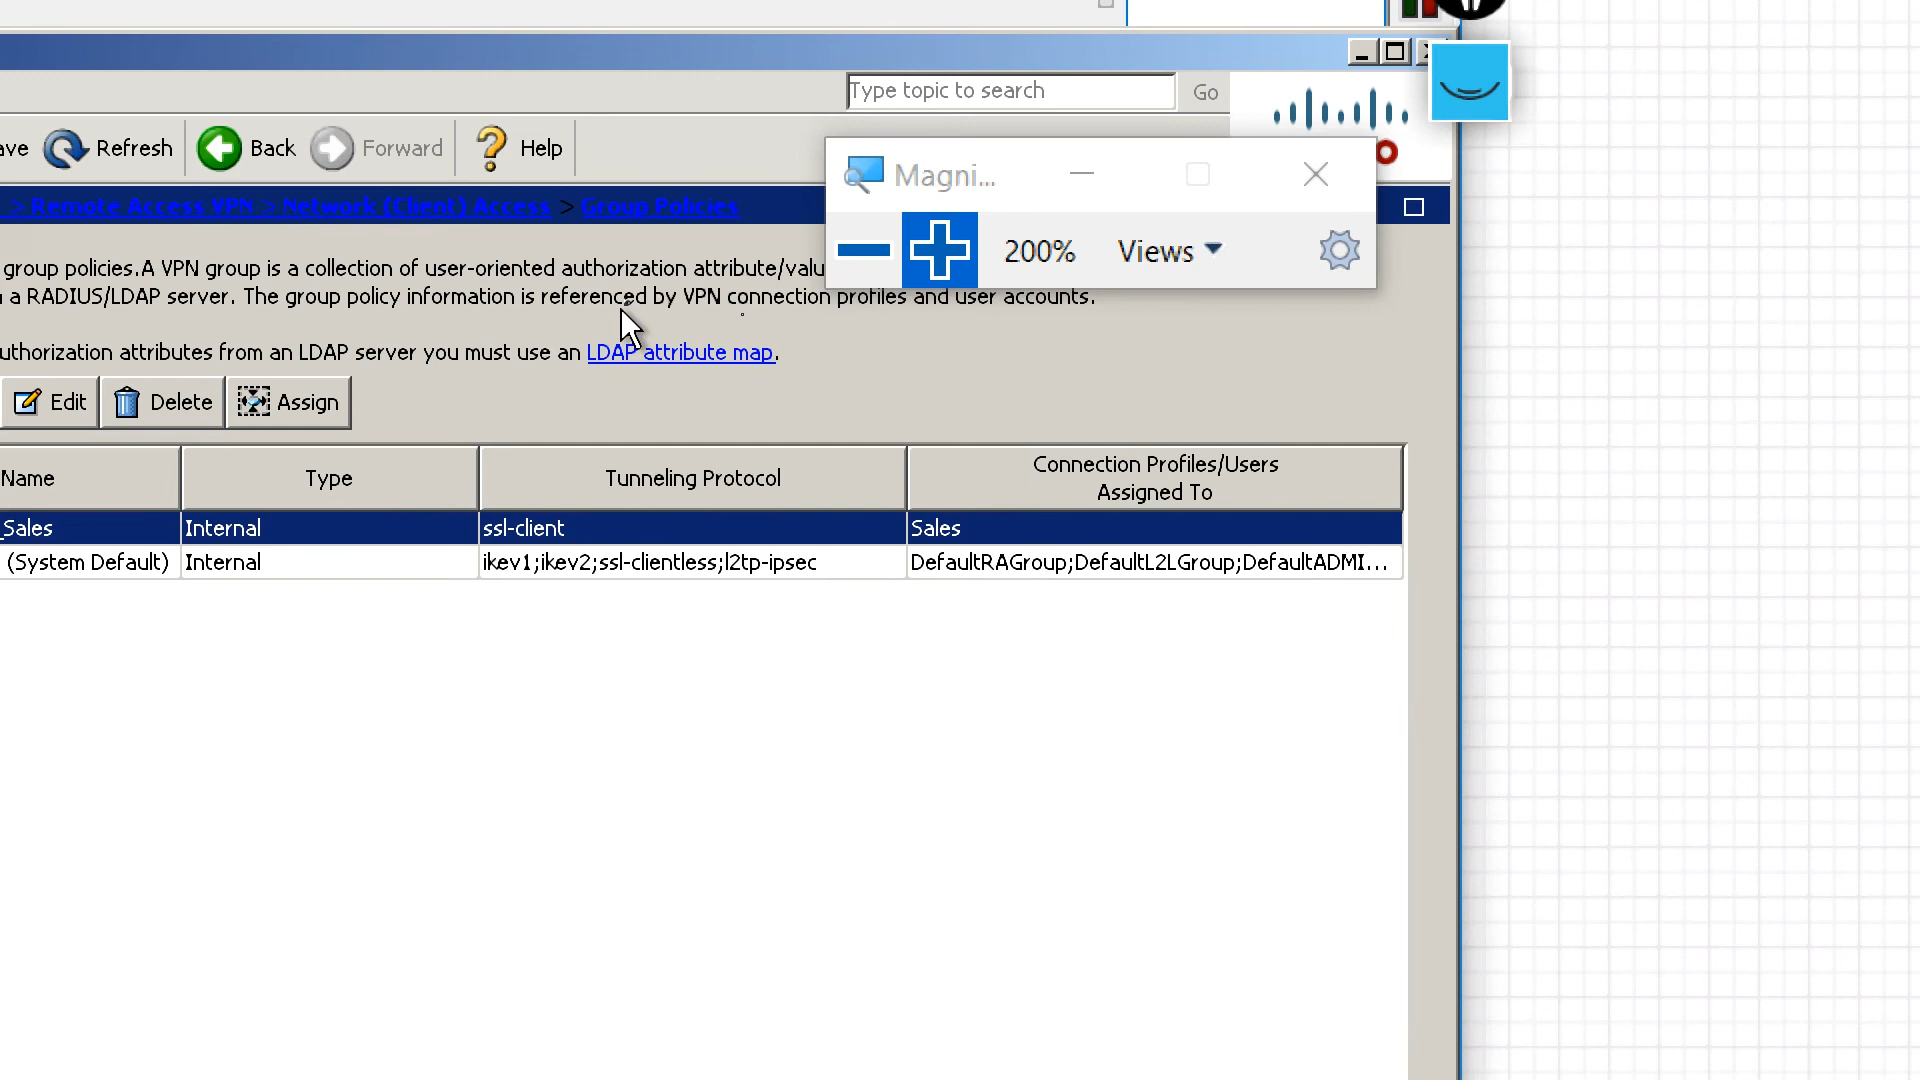 Type topic to search Go
ave Refresh Back Forward Help
Magni...
> Remote Access VPN > Network (Client) Access > Group Policies
200% Views
group policies.A VPN group is a collection of user-oriented authorization attribute/valu
a RADIUS/LDAP server. The group policy information is referenced by VPN connection profiles and user accounts.
uthorization attributes from an LDAP server you must use an LDAP attribute map.
Edit Delete Assign
Name Type Tunneling Protocol Connection Profiles/Users
Assigned To
_Sales Internal ssl-client Sales
(System Default) Internal ikev1;ikev2;ssl-clientless;l2tp-ipsec DefaultRAGroup;DefaultL2LGroup;DefaultADMI...